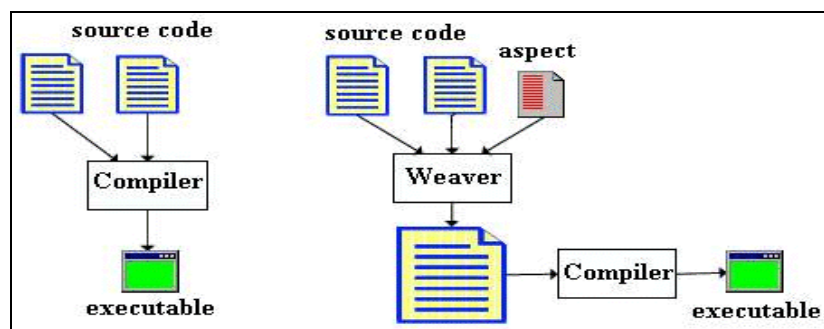 source code
Compiler
executable
source code
aspect
Weaver
Compiler
executable